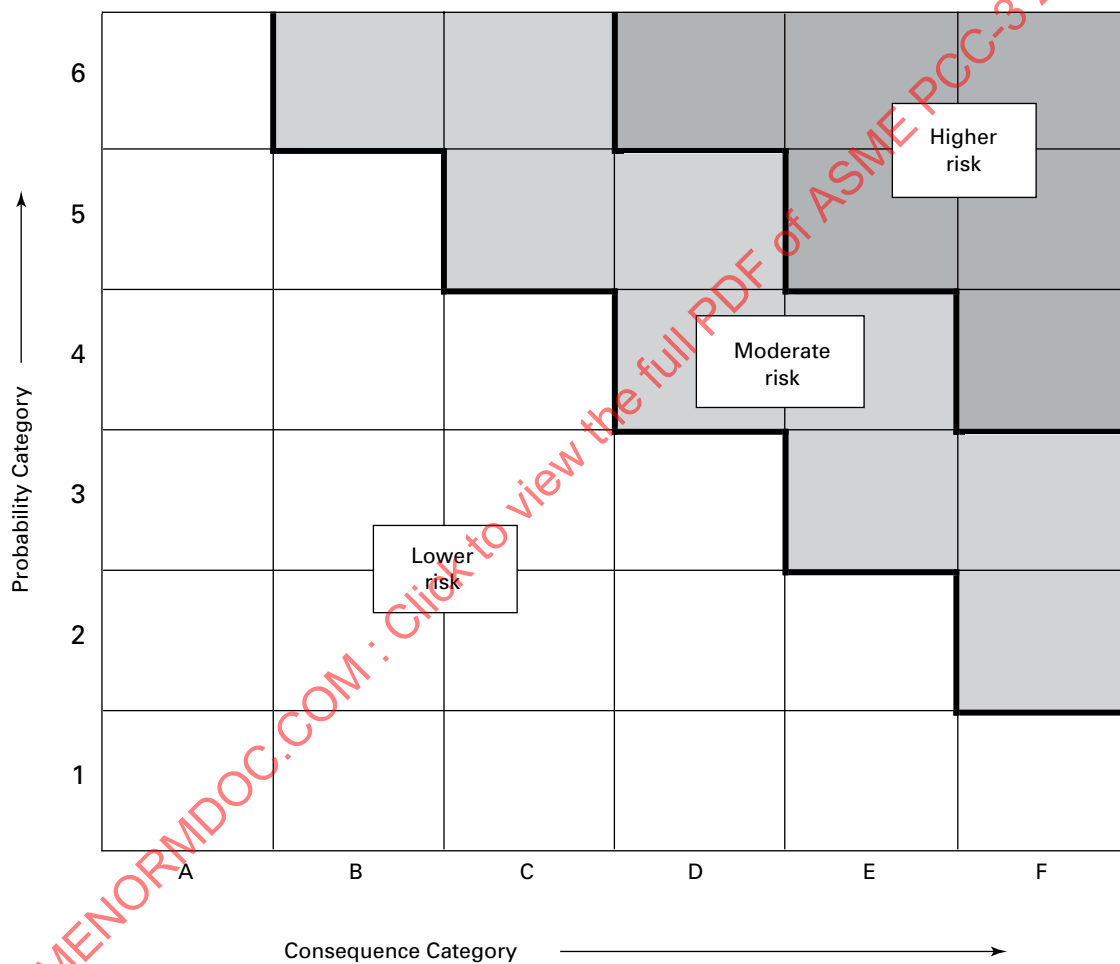 6
Higher
risk
5
4
Moderate
risk
3
Lower
risk
2
1
Probability Category
A B C D E F
Consequence Category
MENORMDOC.COM : Click to view the full PDF of ASME PCC-3